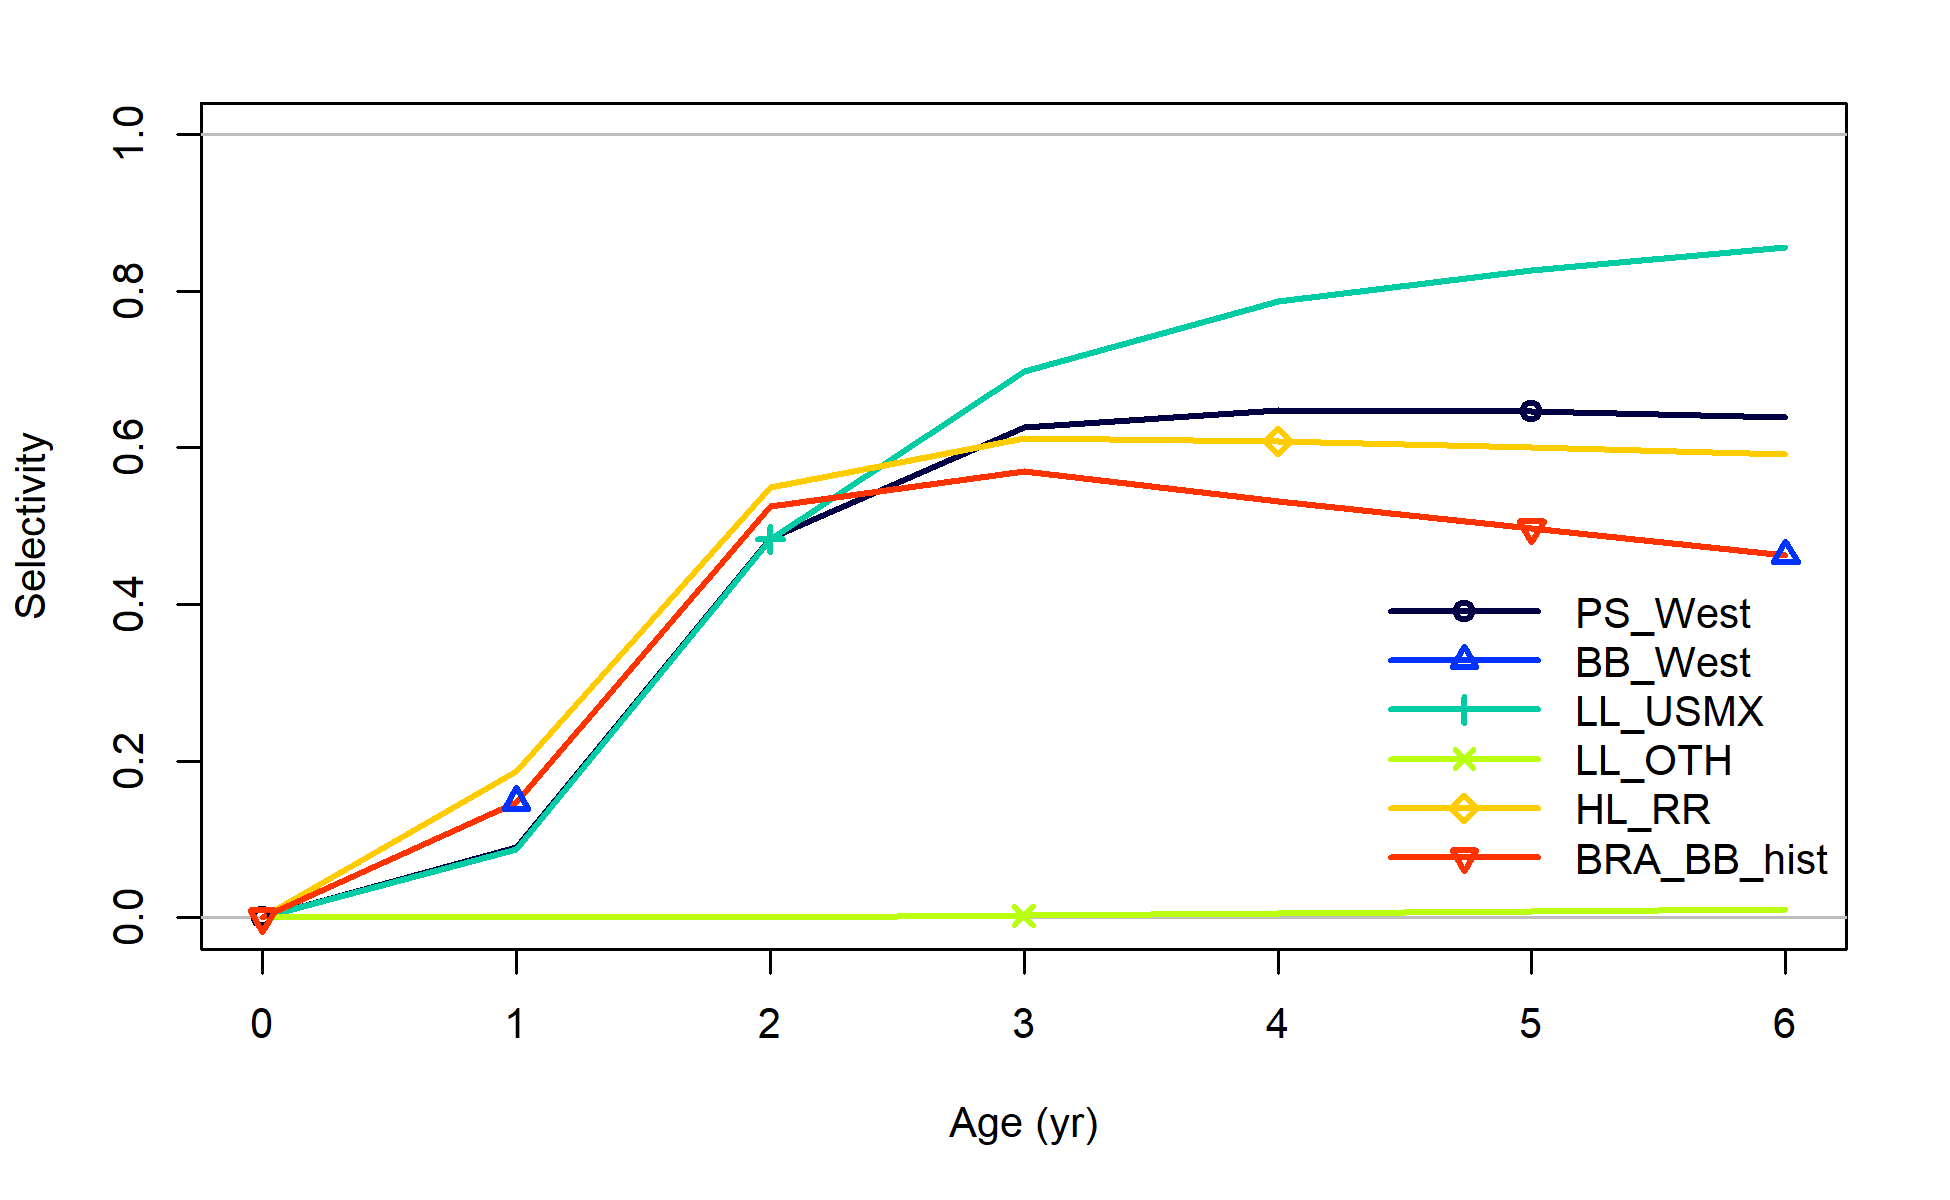 1.0
0.8
0.6
0.4
0.2
0.0
Selectivity
PS_West
BB_West
LL_USMX
LL_OTH
HL_RR
BRA_BB_hist
0 1 2 3 4 5 6
Age (yr)